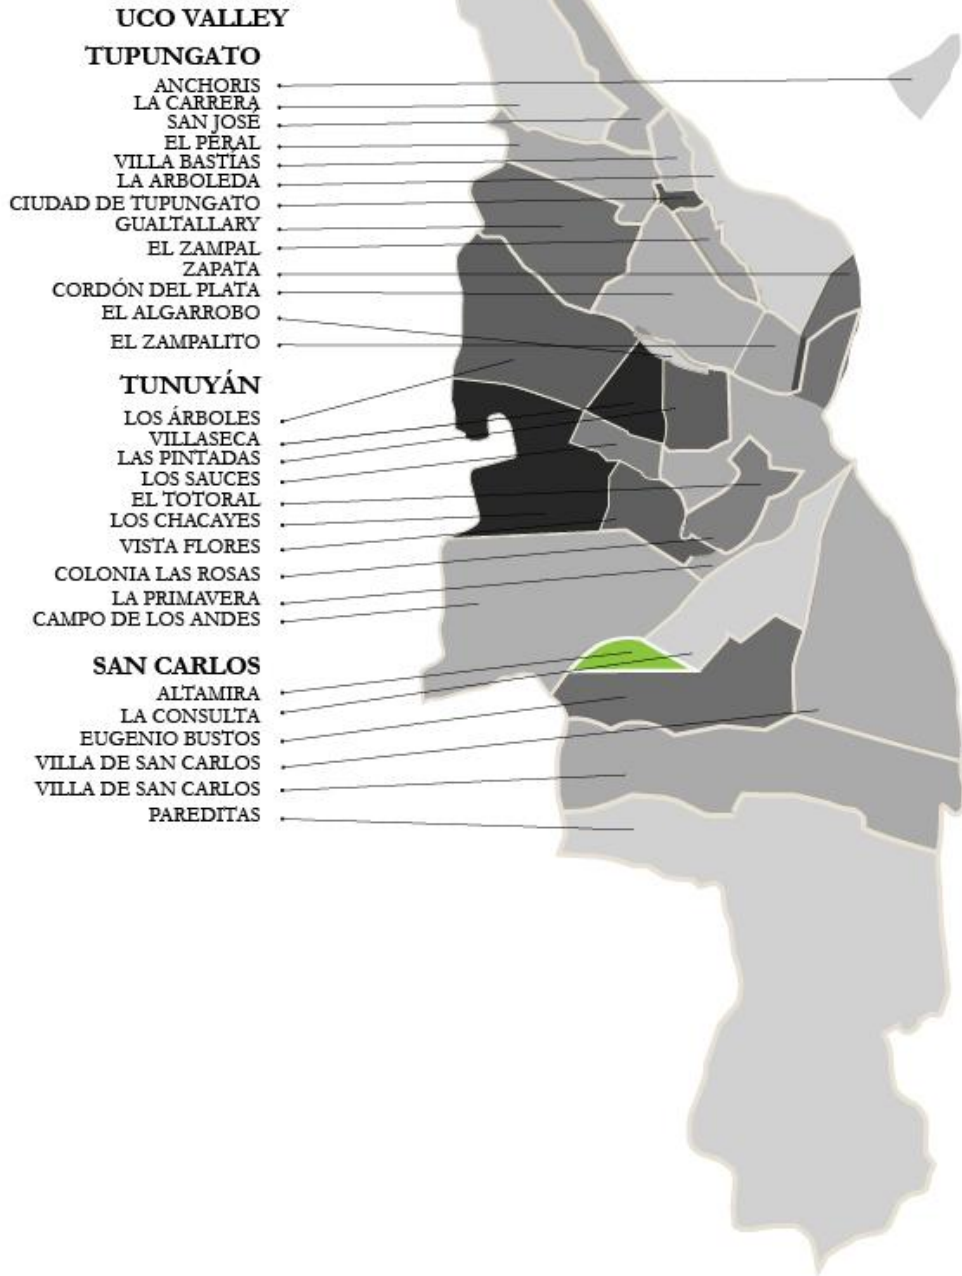 UCO VALLEY
TUPUNGATO
ANCHORIS
LA CARRERA
SAN JOSÉ
EL PERAL
VILLA BASTÍAS
LA ARBOLEDA
CIUDAD DE TUPUNGATO
GUALTALLARY
EL ZAMPAL
ZAPATA
CORDÓN DEL PLATA
EL ALGARROBO
EL ZAMPALITO
TUNUYÁN
LOS ÁRBOLES
VILLASECA
LAS PINTADAS
LOS SAUCES
EL TOTORAL
LOS CHACAYES
VISTA FLORES
COLONIA LAS ROSAS
LA PRIMAVERA
CAMPO DE LOS ANDES
SAN CARLOS
ALTAMIRA
LA CONSULTA
EUGENIO BUSTOS
VILLA DE SAN CARLOS
VILLA DE SAN CARLOS
PAREDITAS